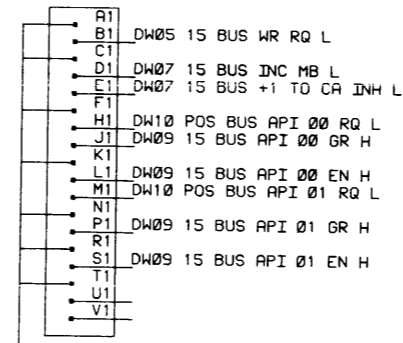 A1
B1 DW05 15 BUS WR RQ L
C1
D1 DW07 15 BUS INC MB L
E1 DW07 15 BUS +1 TO CA INH L
F1
H1 DW10 POS BUS API 00 RQ L
J1 DW09 15 BUS API 00 GR H
K1
L1 DW09 15 BUS API 00 EN H
M1 DW10 POS BUS API 01 RQ L
N1
P1 DW09 15 BUS API 01 GR H
R1
S1 DW09 15 BUS API 01 EN H
T1
U1
V1